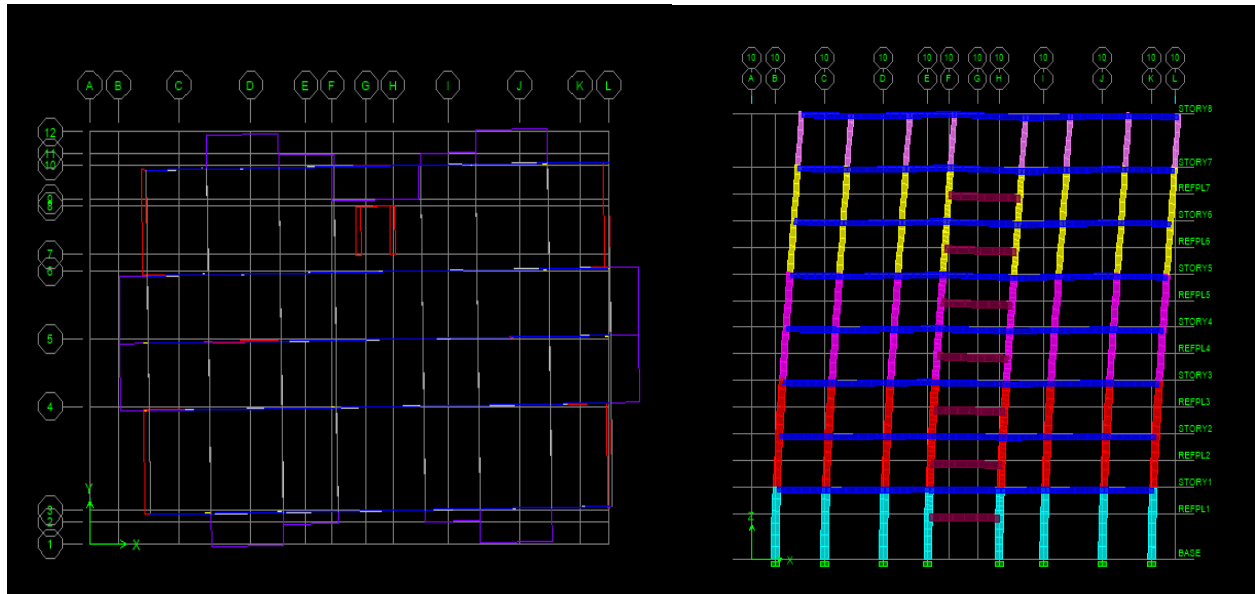 A B C D E F G H I J K L
12
11
10
9
8
7
6
5
4
3
2
1
Y
X
10 10 10 10 10 10 10 10 10 10 10 10
A B C D E F G H I J K L
STORY8
STORY7
REFPL7
STORY6
REFPL6
STORY5
REFPL5
STORY4
REFPL4
STORY3
REFPL3
STORY2
REFPL2
STORY1
REFPL1
BASE
Z
X